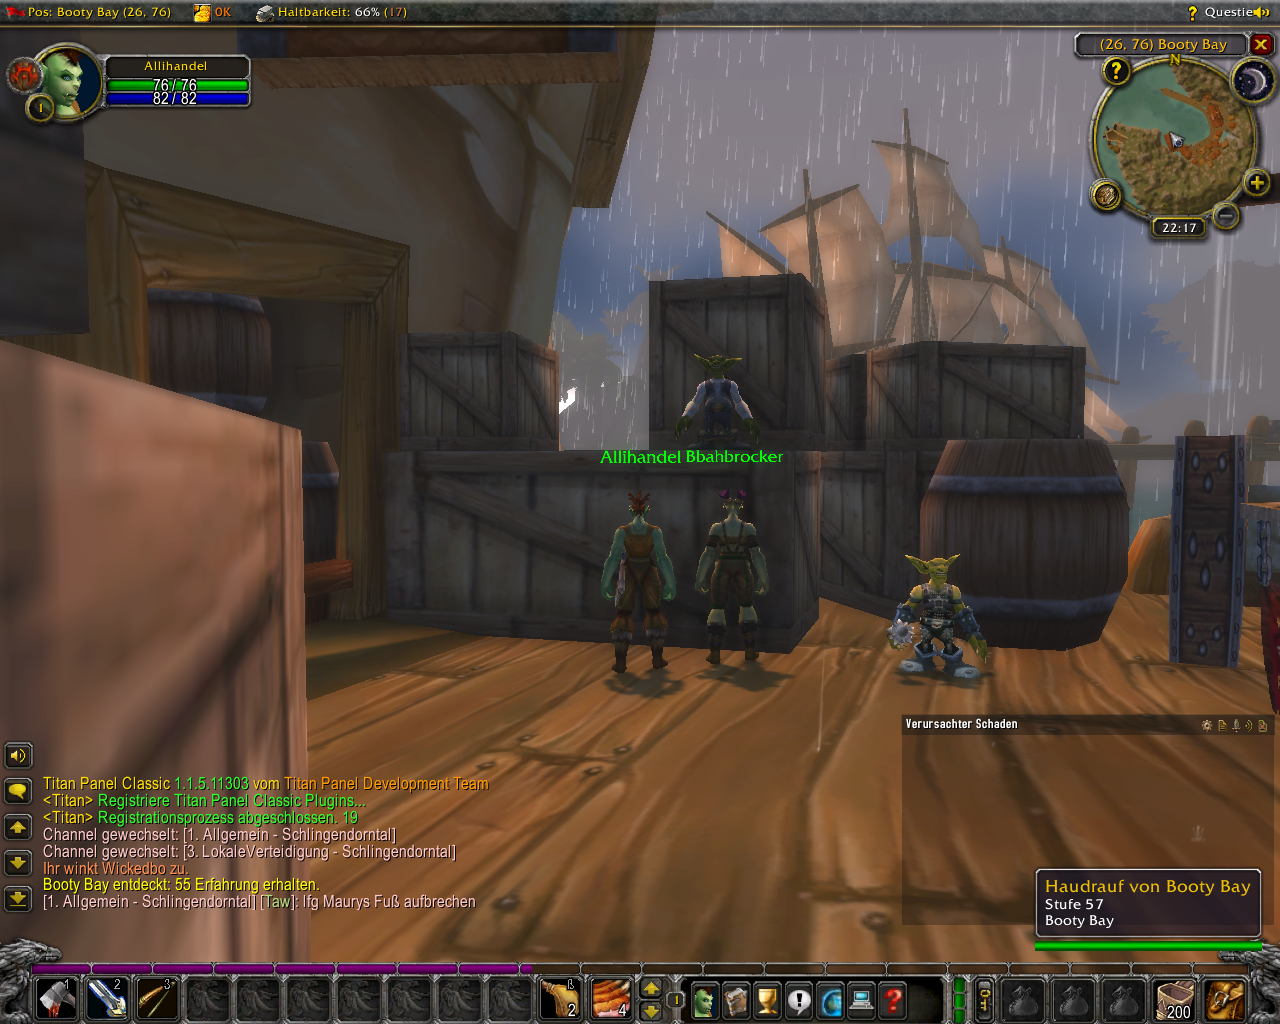 Pos: Booty Bay (26, 76)
0K
Haltbarkeit: 66% (17)
? Questie
(26, 76) Booty Bay
N
?
Allihandel
76 / 76
82 / 82
1
22:17
Allihandel Bbahbrocker
Verursachter Schaden
Titan Panel Classic 1.1.5.11303 vom Titan Panel Development Team
<Titan> Registriere Titan Panel Classic Plugins...
<Titan> Registrationsprozess abgeschlossen. 19
Channel gewechselt: [1. Allgemein - Schlingendorntal]
Channel gewechselt: [3. LokaleVerteidigung - Schlingendorntal]
Ihr winkt Wickedbo zu.
Booty Bay entdeckt: 55 Erfahrung erhalten.
[1. Allgemein - Schlingendorntal] [Taw]: lfg Maurys Fuß aufbrechen
Haudrauf von Booty Bay
Stufe 57
Booty Bay
1 2 3 ß
2 4 1 ! ? 200